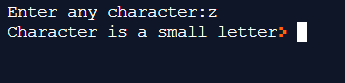 Enter any character:z
Character is a small letter>